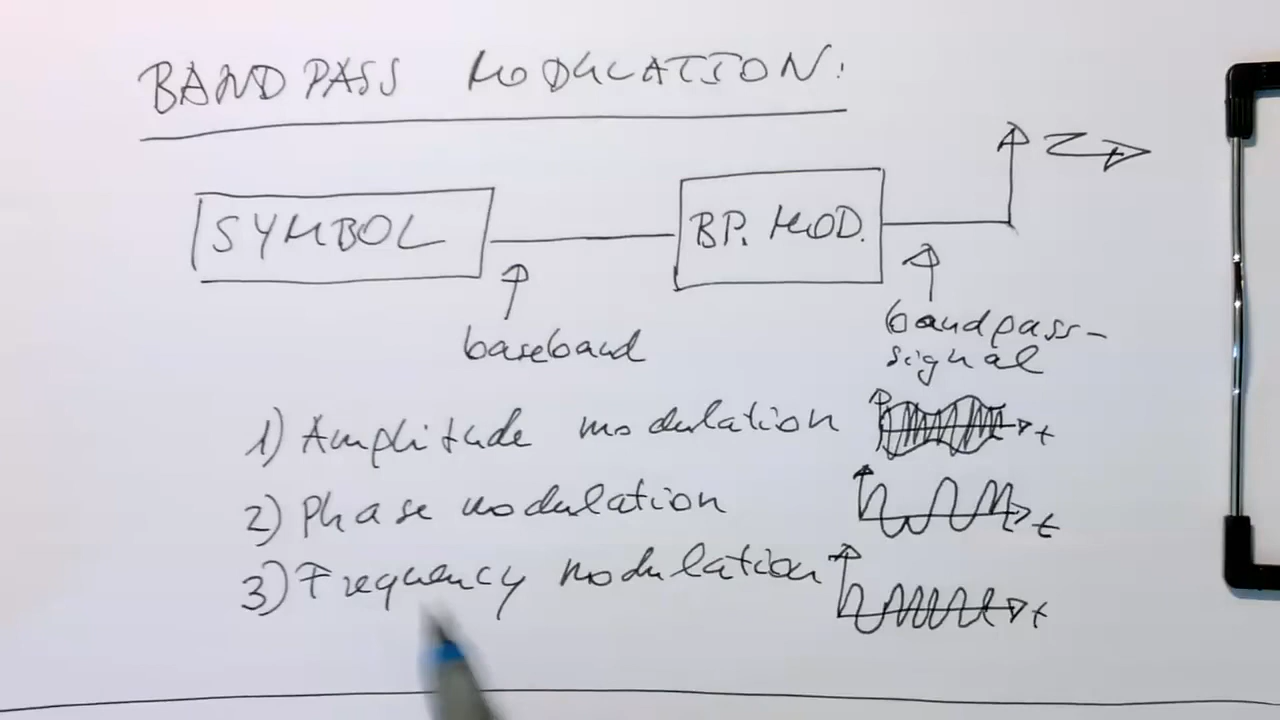 BANDPASS MODULATION:
SYMBOL
BP. MOD.
baseband
bandpass-
signal
1) Amplitude modulation
t
2) Phase modulation
t
3) Frequency modulation
t